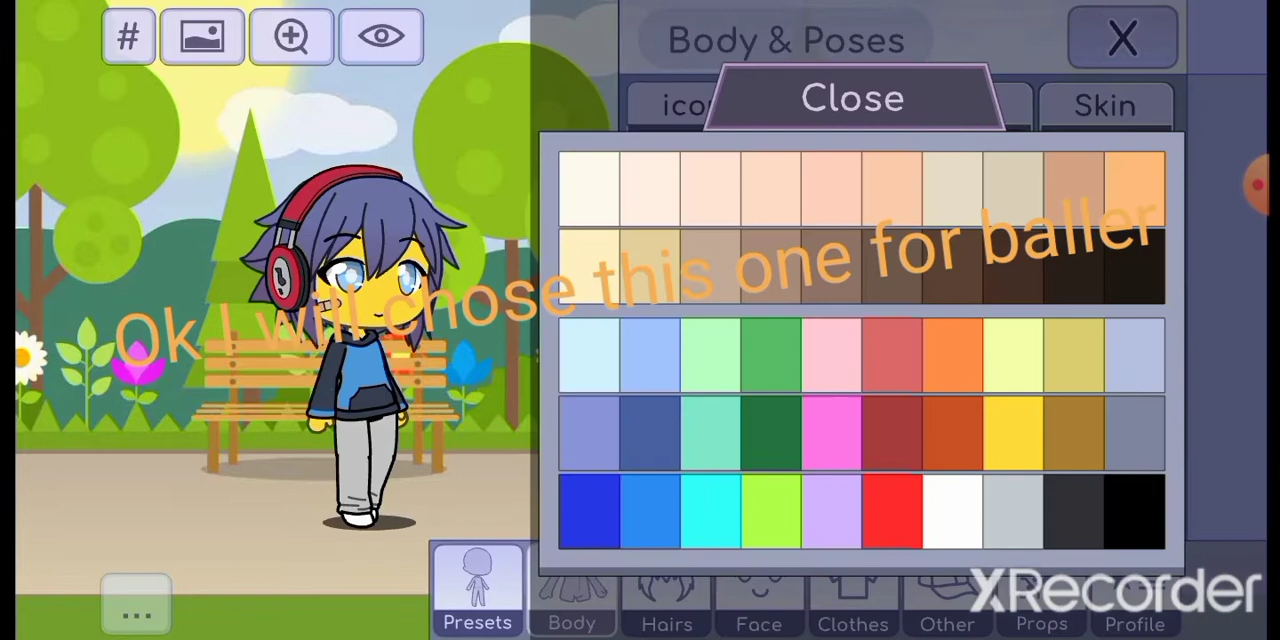 #
Body & Poses
X
Close
Skin
Ok I will chose this one for baller
...
Presets
Body
Hairs
Face
Clothes
Other
Props
Profile
XRecorder